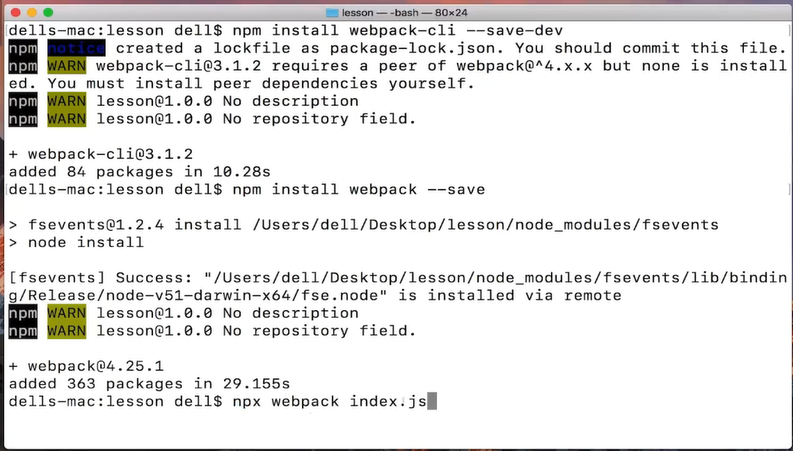 lesson — -bash — 80×24
dells-mac:lesson dell$ npm install webpack-cli --save-dev
npm notice created a lockfile as package-lock.json. You should commit this file.
npm WARN webpack-cli@3.1.2 requires a peer of webpack@^4.x.x but none is install
ed. You must install peer dependencies yourself.
npm WARN lesson@1.0.0 No description
npm WARN lesson@1.0.0 No repository field.
+ webpack-cli@3.1.2
added 84 packages in 10.28s
dells-mac:lesson dell$ npm install webpack --save
> fsevents@1.2.4 install /Users/dell/Desktop/lesson/node_modules/fsevents
> node install
[fsevents] Success: "/Users/dell/Desktop/lesson/node_modules/fsevents/lib/bindin
g/Release/node-v51-darwin-x64/fse.node" is installed via remote
npm WARN lesson@1.0.0 No description
npm WARN lesson@1.0.0 No repository field.
+ webpack@4.25.1
added 363 packages in 29.155s
dells-mac:lesson dell$ npx webpack index.js